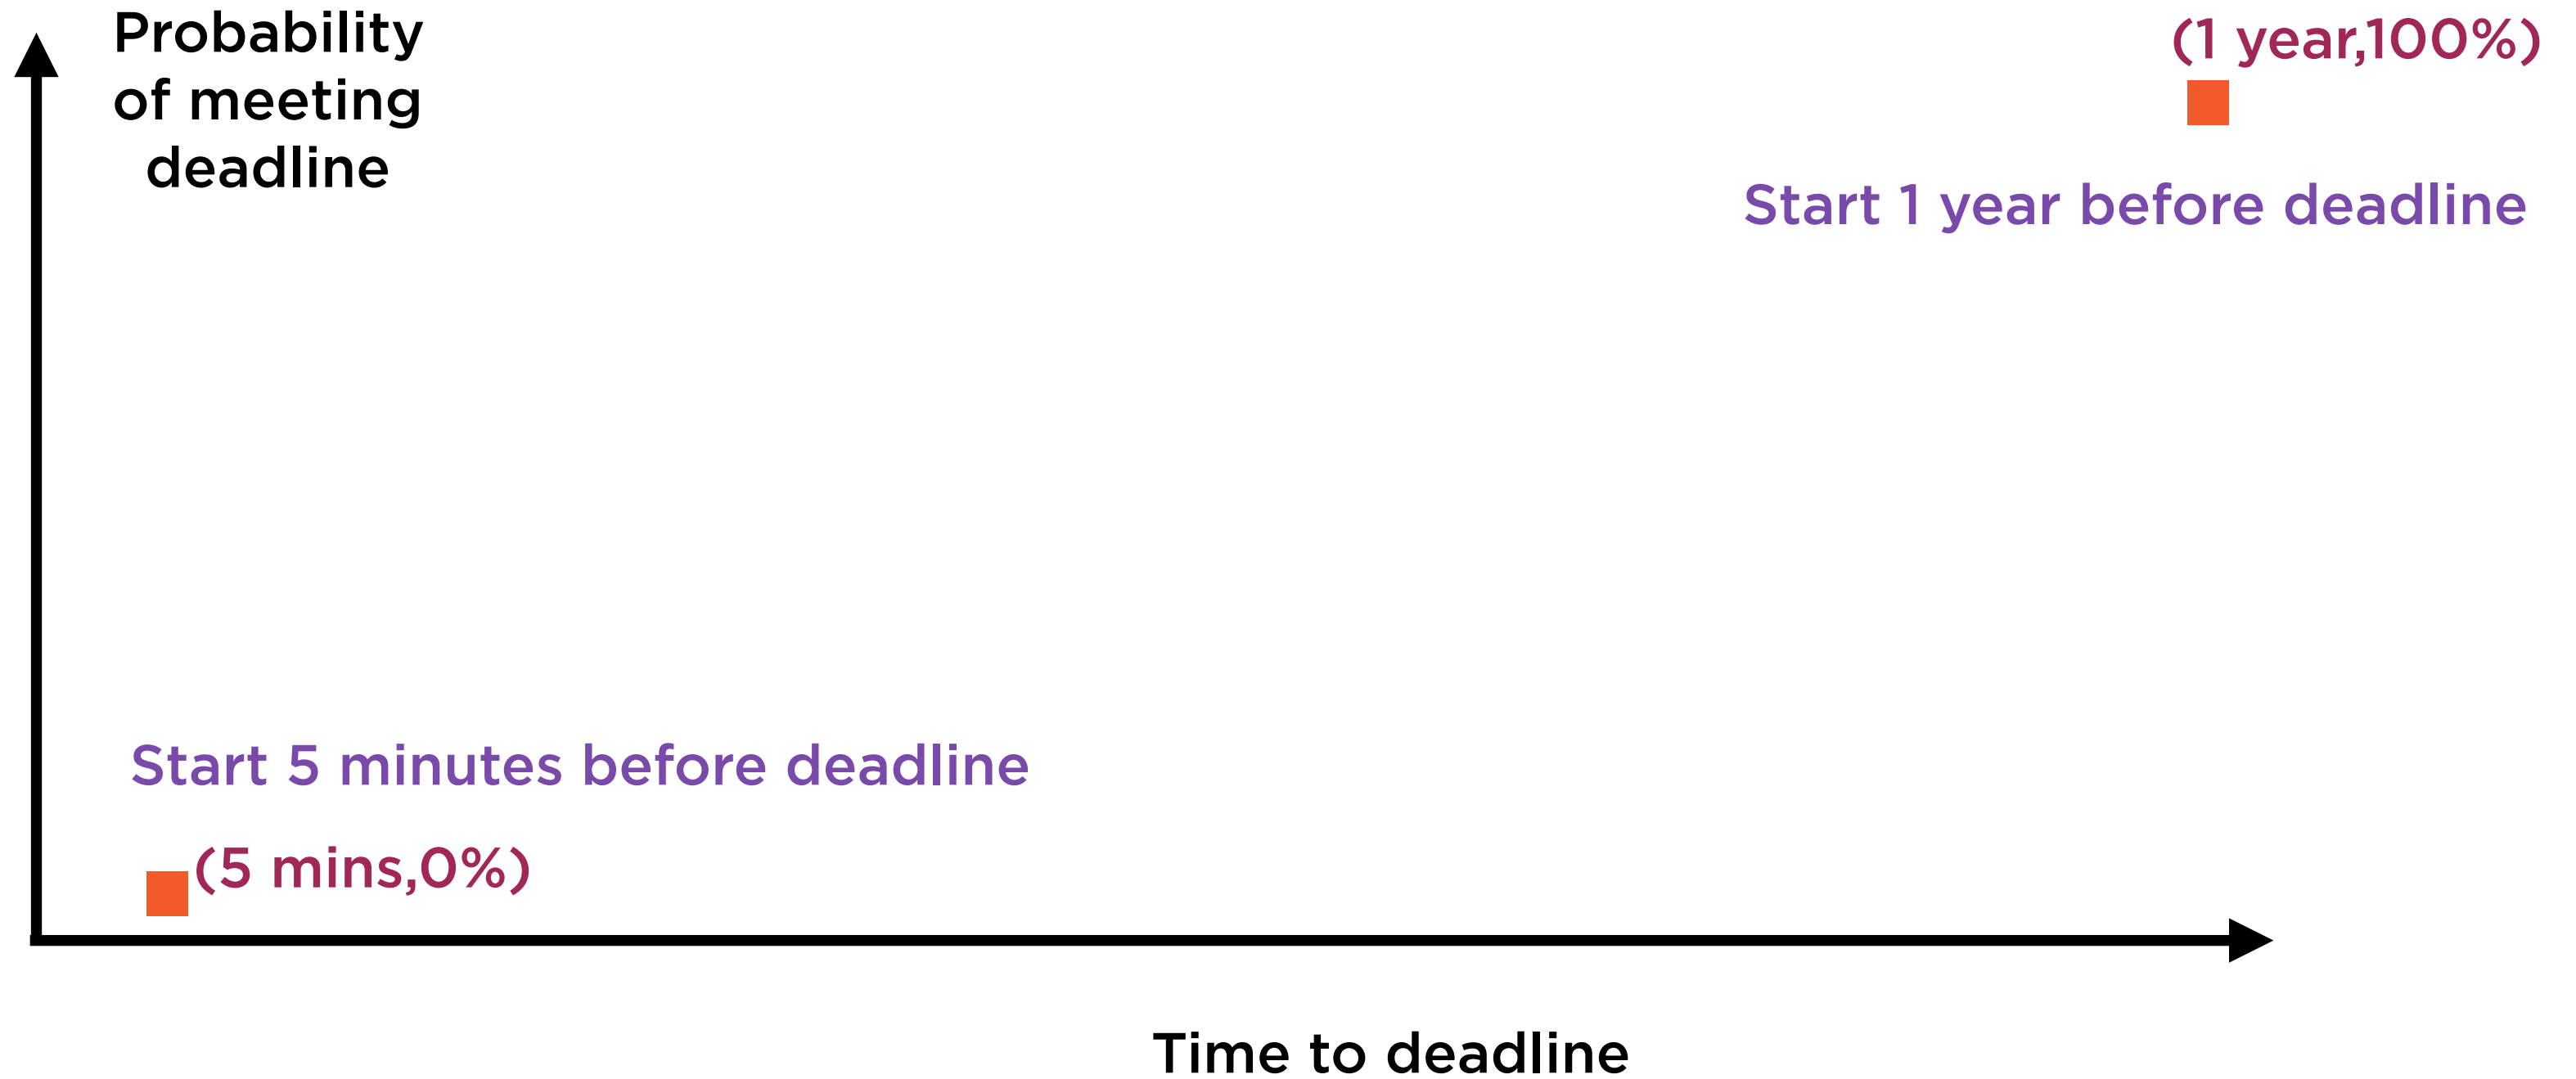 Probability
of meeting
deadline
(1 year,100%)
Start 1 year before deadline
Start 5 minutes before deadline
(5 mins,0%)
Time to deadline